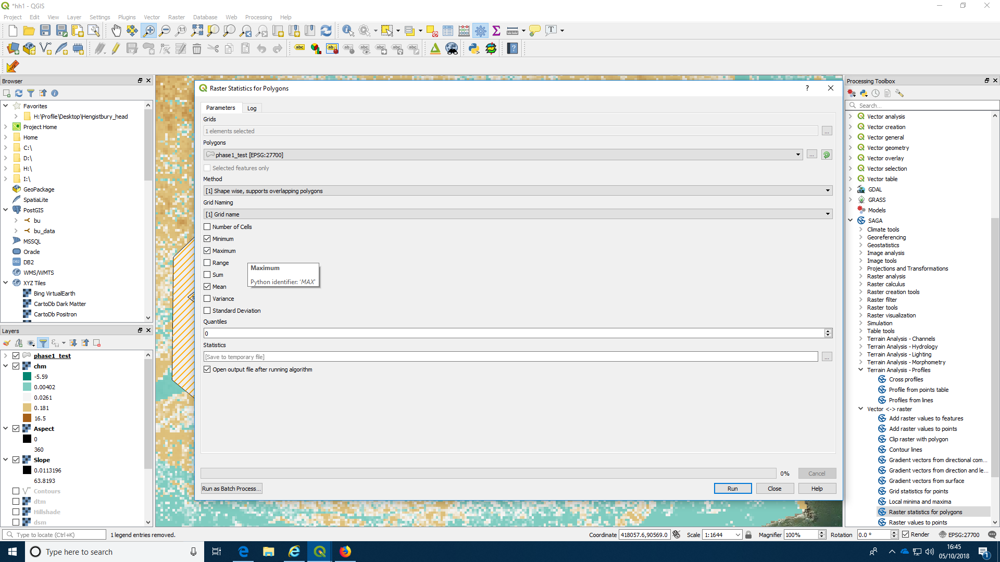 *hh1 - QGIS
Project Edit View Layer Settings Plugins Vector Raster Database Web Processing Help
Browser
Favorites
H:\Profile\Desktop\Hengistbury_head
Project Home
Home
C:\
D:\
H:\
I:\
GeoPackage
SpatiaLite
PostGIS
bu
bu_data
MSSQL
Oracle
DB2
WMS/WMTS
XYZ Tiles
Bing VirtualEarth
CartoDb Dark Matter
CartoDb Positron
Layers
phase1_test
chm
-5.59
0.00402
0.0261
0.181
16.5
Aspect
0
360
Slope
0.0113196
63.8193
Contours
dtm
Hillshade
dsm
Raster Statistics for Polygons
Parameters Log
Grids
1 elements selected
...
Polygons
phase1_test [EPSG:27700]
...
Selected features only
Method
[1] Shape wise, supports overlapping polygons
Grid Naming
[1] Grid name
Number of Cells
Minimum
Maximum
Range
Sum
Mean
Variance
Standard Deviation
Maximum
Python identifier: 'MAX'
Quantiles
0
Statistics
[Save to temporary file]
...
Open output file after running algorithm
0% Cancel
Run as Batch Process... Run Close Help
Processing Toolbox
Search...
Vector analysis
Vector creation
Vector general
Vector geometry
Vector overlay
Vector selection
Vector table
GDAL
GRASS
Models
SAGA
Climate tools
Georeferencing
Geostatistics
Image analysis
Image tools
Projections and Transformations
Raster analysis
Raster calculus
Raster creation tools
Raster filter
Raster tools
Raster visualization
Simulation
Table tools
Terrain Analysis - Channels
Terrain Analysis - Hydrology
Terrain Analysis - Lighting
Terrain Analysis - Morphometry
Terrain Analysis - Profiles
Cross profiles
Profile from points table
Profiles from lines
Vector <-> raster
Add raster values to features
Add raster values to points
Clip raster with polygon
Contour lines
Gradient vectors from directional com...
Gradient vectors from direction and le...
Gradient vectors from surface
Grid statistics for points
Local minima and maxima
Raster statistics for polygons
Raster values to points
Type to locate (Ctrl+K) 1 legend entries removed. Coordinate 418057.6,90569.0 Scale 1:1644 Magnifier 100% Rotation 0.0 ° Render EPSG:27700
Type here to search
16:45
05/10/2018
1